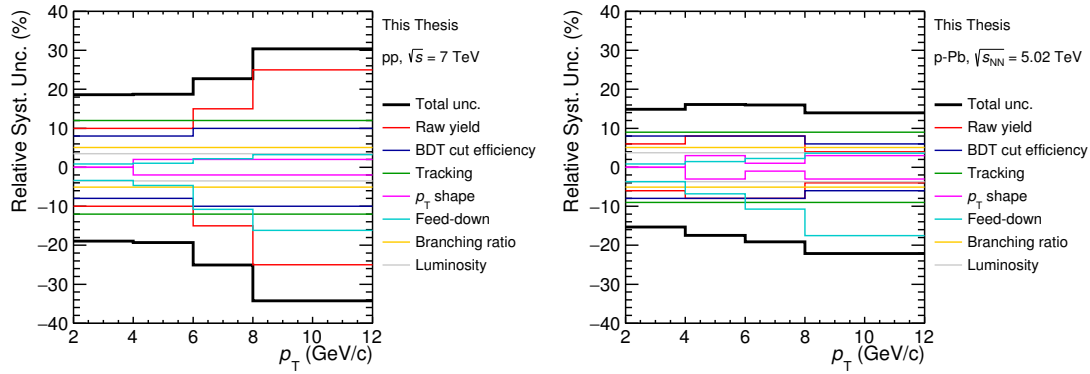 Relative Syst. Unc. (%)
40
30
20
10
0
−10
−20
−30
−40
2 4 6 8 10 12
p_T (GeV/c)
This Thesis
pp, √s = 7 TeV
Total unc.
Raw yield
BDT cut efficiency
Tracking
p_T shape
Feed-down
Branching ratio
Luminosity
Relative Syst. Unc. (%)
40
30
20
10
0
−10
−20
−30
−40
2 4 6 8 10 12
p_T (GeV/c)
This Thesis
p-Pb, √s_NN = 5.02 TeV
Total unc.
Raw yield
BDT cut efficiency
Tracking
p_T shape
Feed-down
Branching ratio
Luminosity